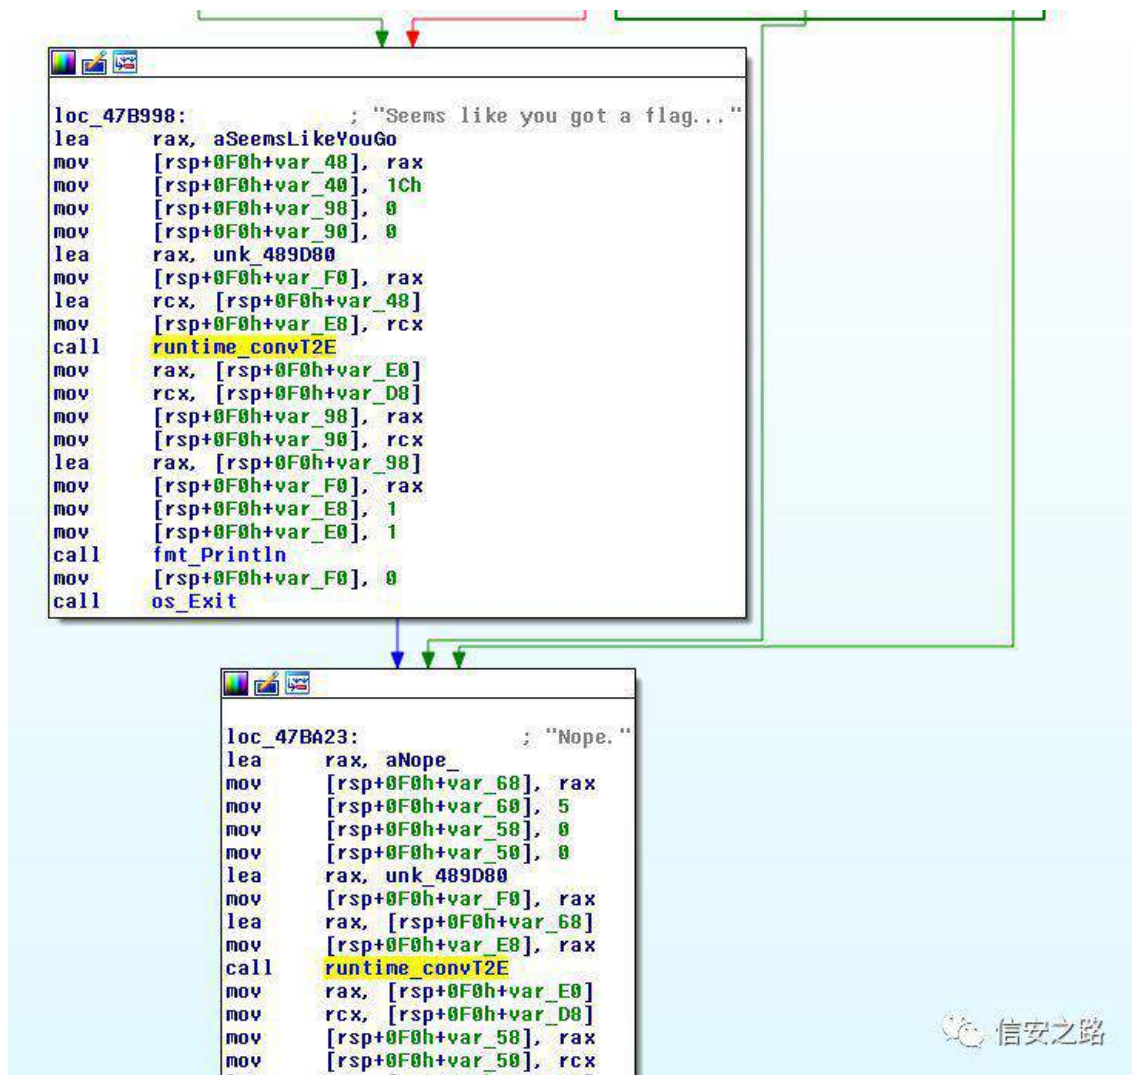 loc_47B998: ; "Seems like you got a flag..."
lea rax, aSeemsLikeYouGo
mov [rsp+0F0h+var_48], rax
mov [rsp+0F0h+var_40], 1Ch
mov [rsp+0F0h+var_98], 0
mov [rsp+0F0h+var_90], 0
lea rax, unk_489D80
mov [rsp+0F0h+var_F0], rax
lea rcx, [rsp+0F0h+var_48]
mov [rsp+0F0h+var_E8], rcx
call runtime_convT2E
mov rax, [rsp+0F0h+var_E0]
mov rcx, [rsp+0F0h+var_D8]
mov [rsp+0F0h+var_98], rax
mov [rsp+0F0h+var_90], rcx
lea rax, [rsp+0F0h+var_98]
mov [rsp+0F0h+var_F0], rax
mov [rsp+0F0h+var_E8], 1
mov [rsp+0F0h+var_E0], 1
call fmt_Println
mov [rsp+0F0h+var_F0], 0
call os_Exit
loc_47BA23: ; "Nope."
lea rax, aNope_
mov [rsp+0F0h+var_68], rax
mov [rsp+0F0h+var_60], 5
mov [rsp+0F0h+var_58], 0
mov [rsp+0F0h+var_50], 0
lea rax, unk_489D80
mov [rsp+0F0h+var_F0], rax
lea rax, [rsp+0F0h+var_68]
mov [rsp+0F0h+var_E8], rax
call runtime_convT2E
mov rax, [rsp+0F0h+var_E0]
mov rcx, [rsp+0F0h+var_D8]
mov [rsp+0F0h+var_58], rax
mov [rsp+0F0h+var_50], rcx
信安之路